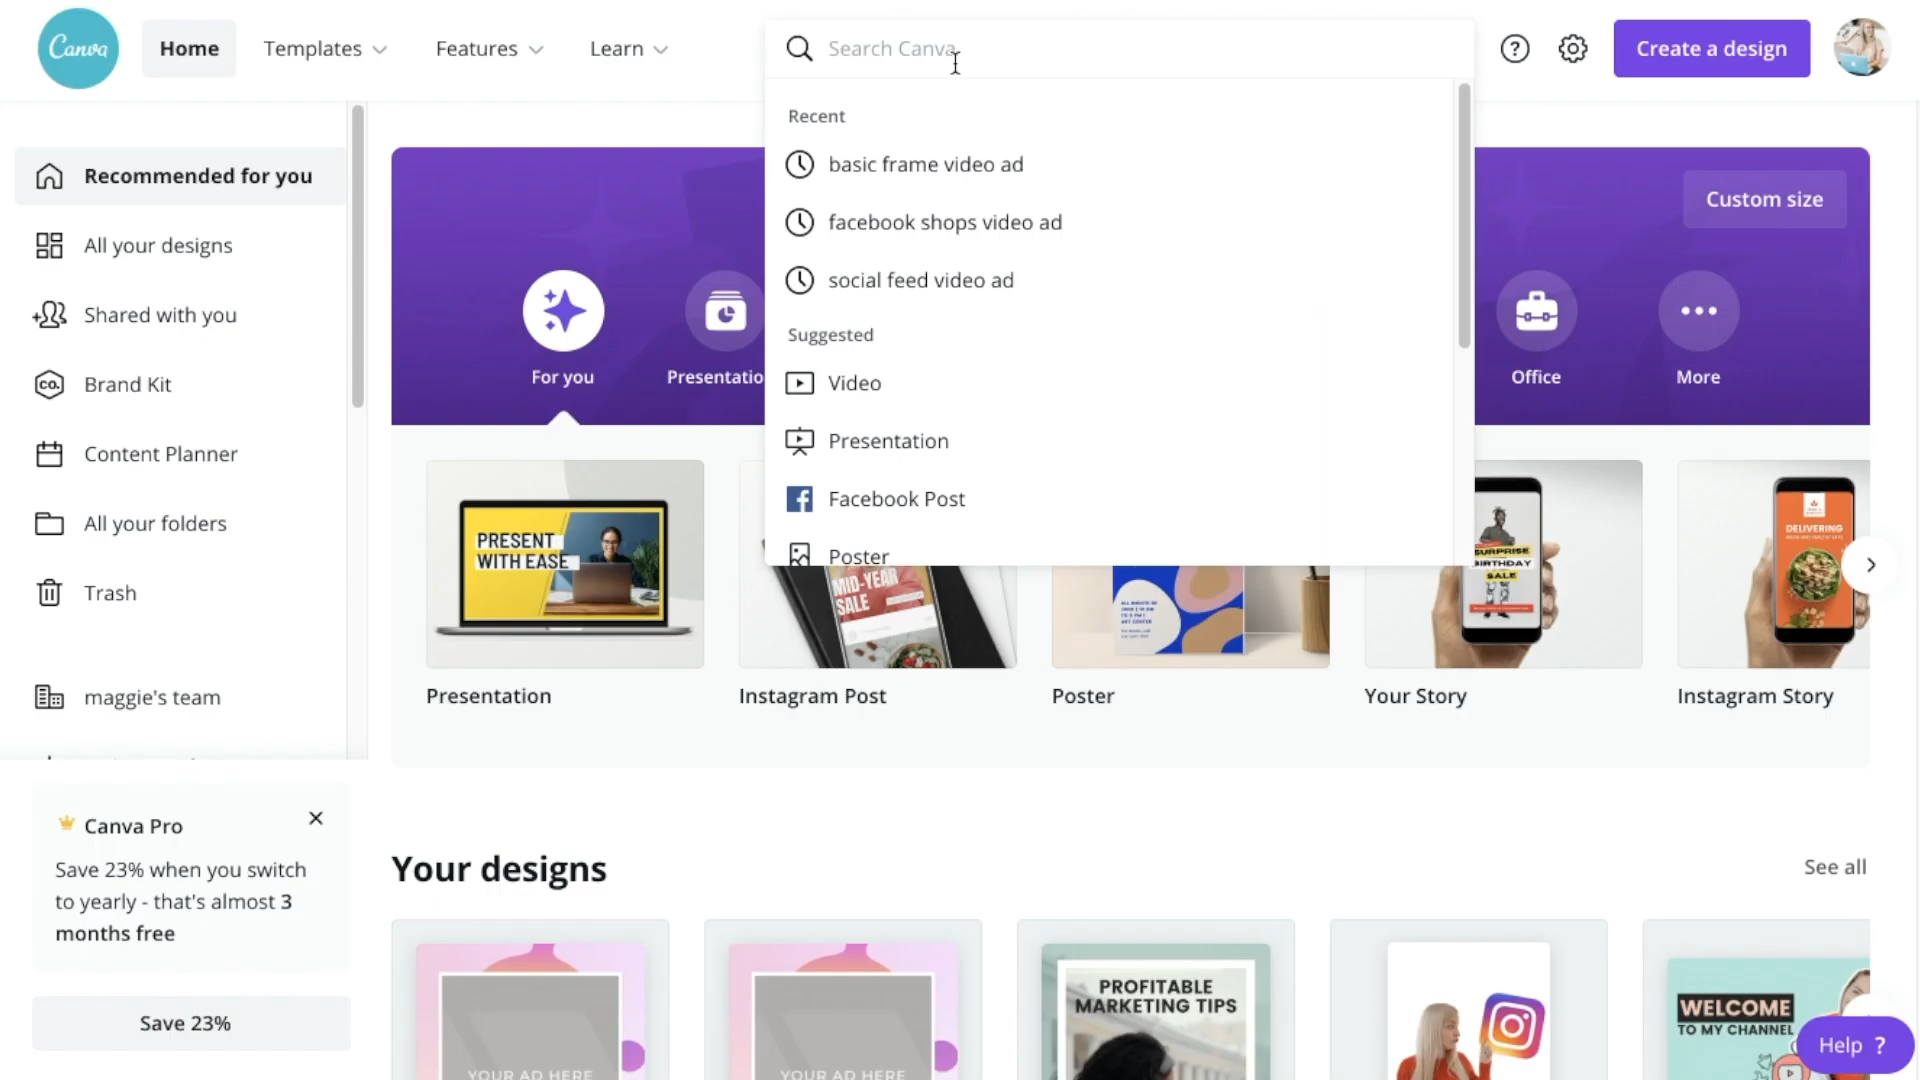 Canva
Home
Templates
Features
Learn
Search Canva
Create a design
Recommended for you
All your designs
Shared with you
Brand Kit
Content Planner
All your folders
Trash
maggie's team
Recent
basic frame video ad
facebook shops video ad
social feed video ad
Suggested
Video
Presentation
Facebook Post
Poster
Custom size
For you
Presentatio
Office
More
PRESENT
WITH EASE
MID-YEAR
SALE
SURPRISE
BIRTHDAY
SALE
DELIVERING
Presentation
Instagram Post
Poster
Your Story
Instagram Story
Canva Pro
Save 23% when you switch
to yearly - that's almost 3
months free
Save 23%
Your designs
See all
YOUR AD HERE
YOUR AD HERE
PROFITABLE
MARKETING TIPS
WELCOME
TO MY CHANNEL
Help ?